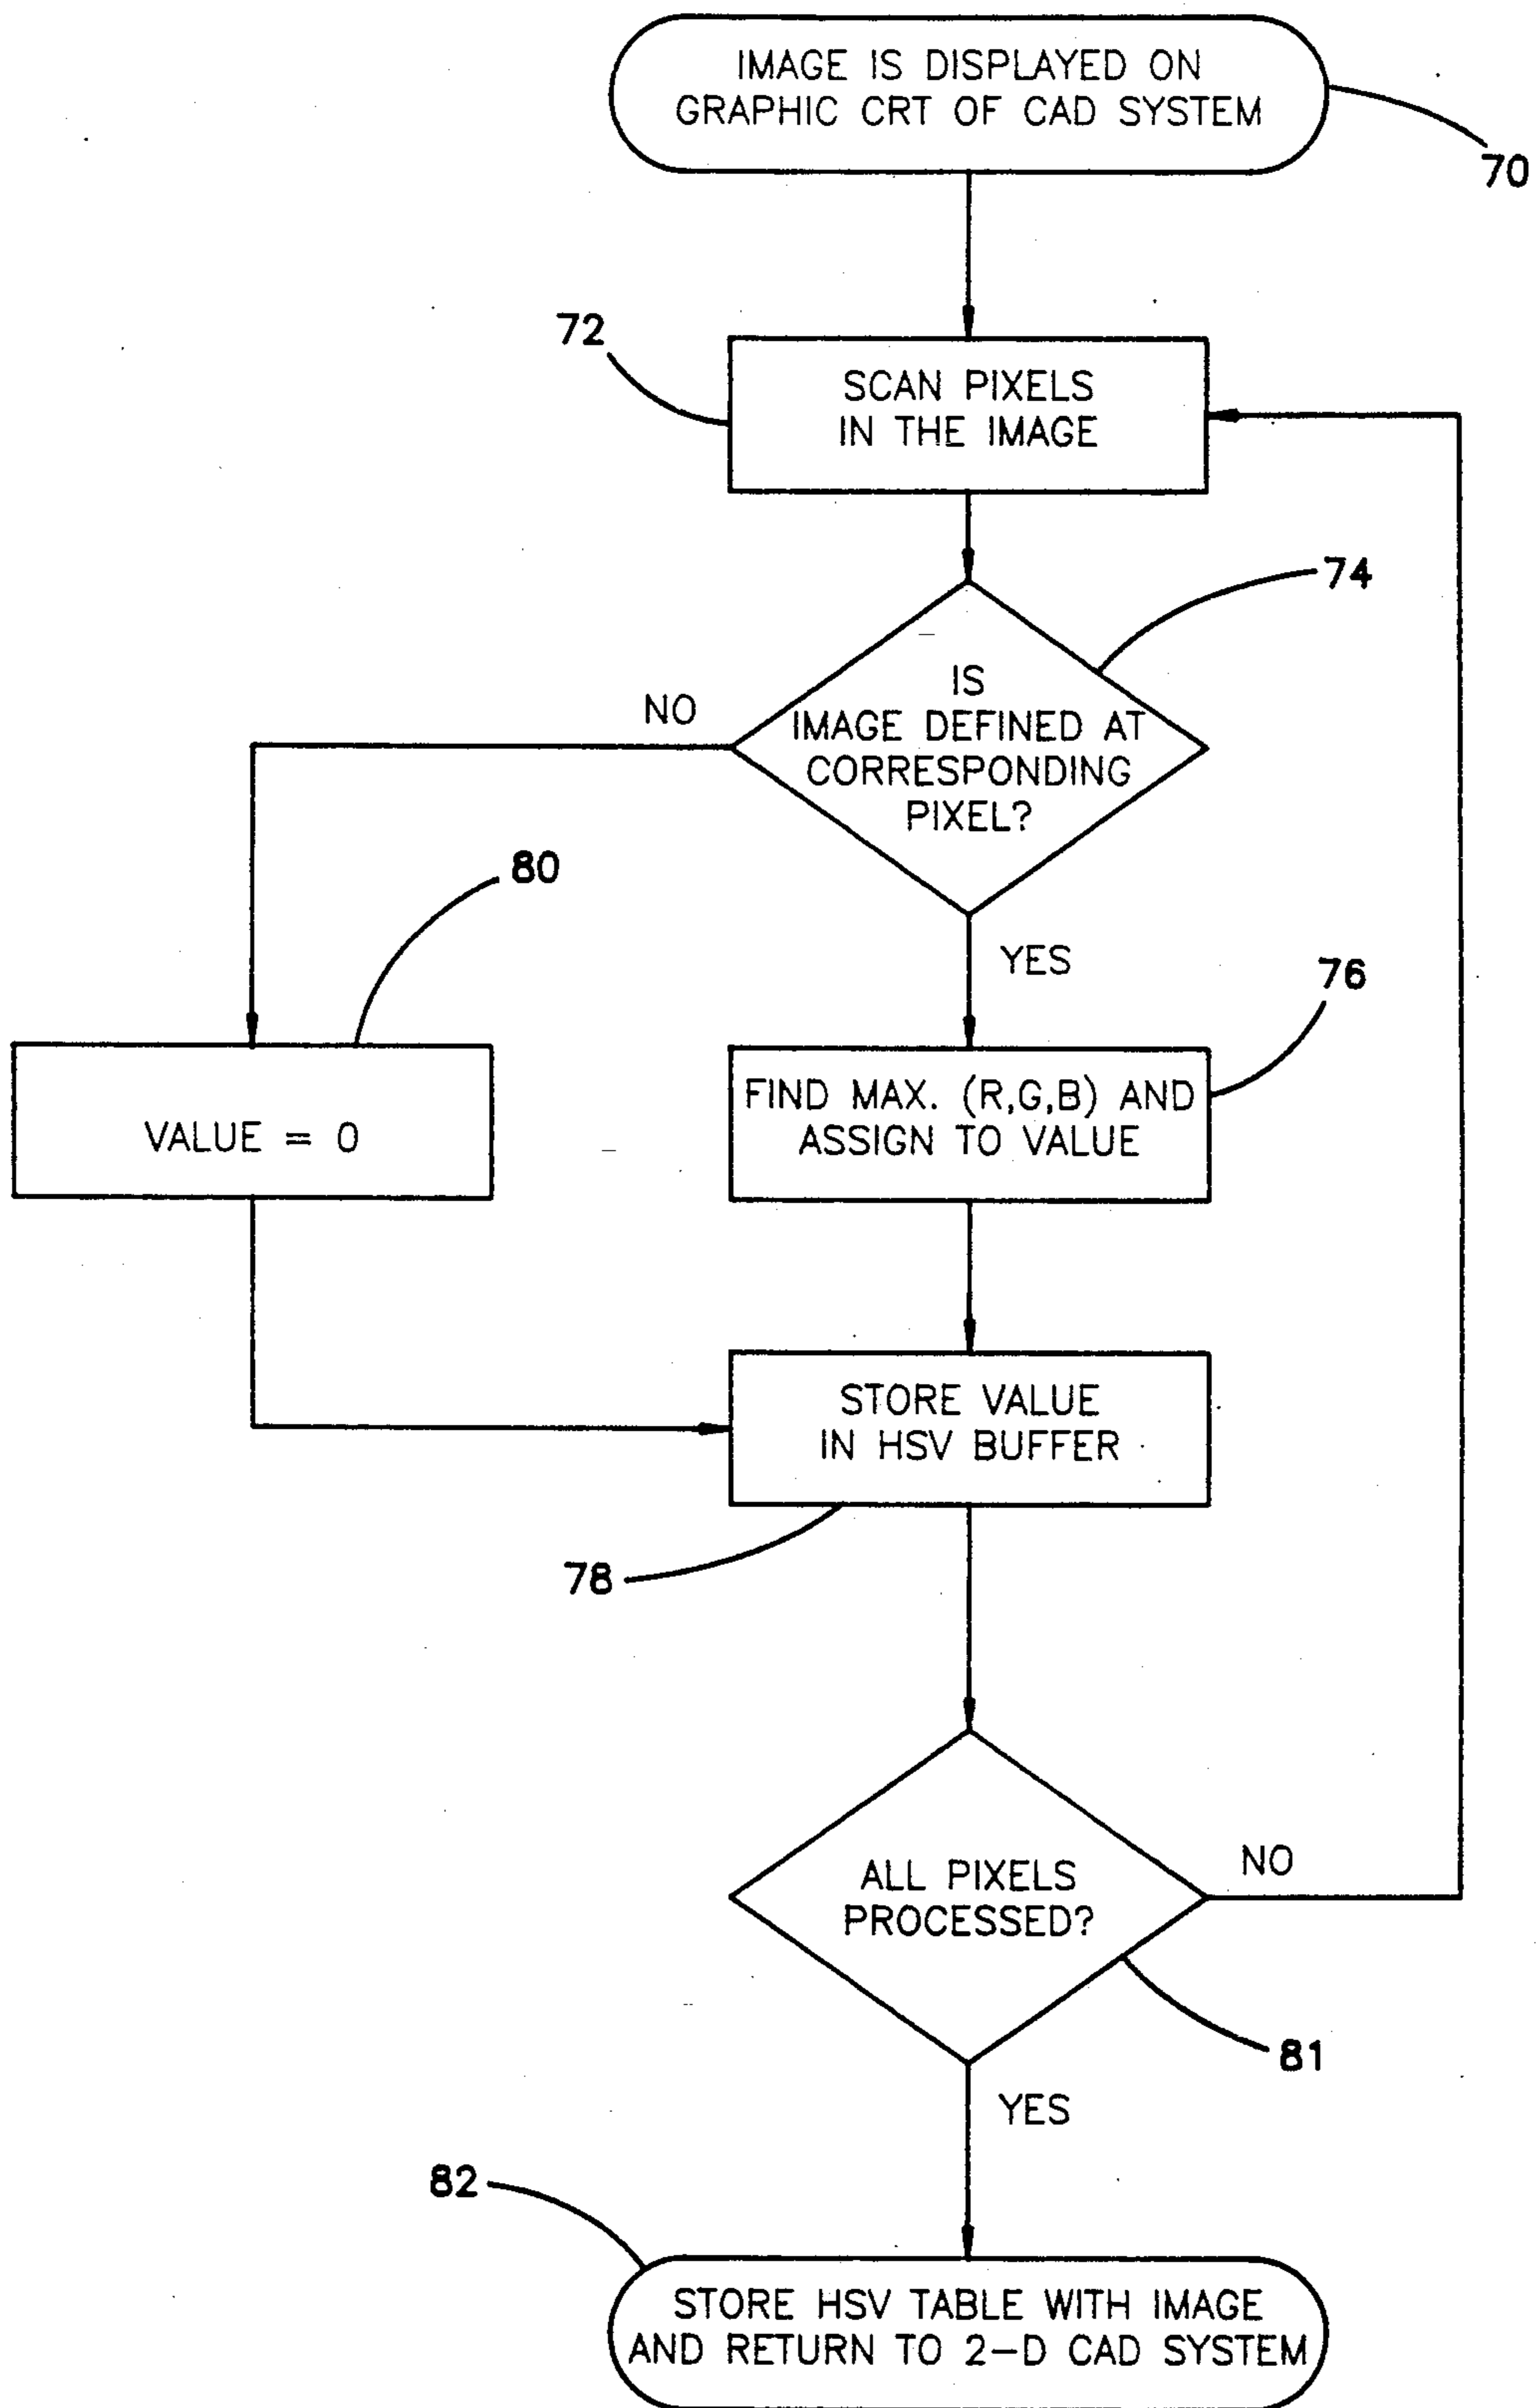 IMAGE IS DISPLAYED ON
GRAPHIC CRT OF CAD SYSTEM
70
72
SCAN PIXELS
IN THE IMAGE
74
IS
IMAGE DEFINED AT
CORRESPONDING
PIXEL?
NO
YES
80
VALUE = 0
76
FIND MAX. (R,G,B) AND
ASSIGN TO VALUE
STORE VALUE
IN HSV BUFFER
78
ALL PIXELS
PROCESSED?
NO
81
YES
82
STORE HSV TABLE WITH IMAGE
AND RETURN TO 2-D CAD SYSTEM